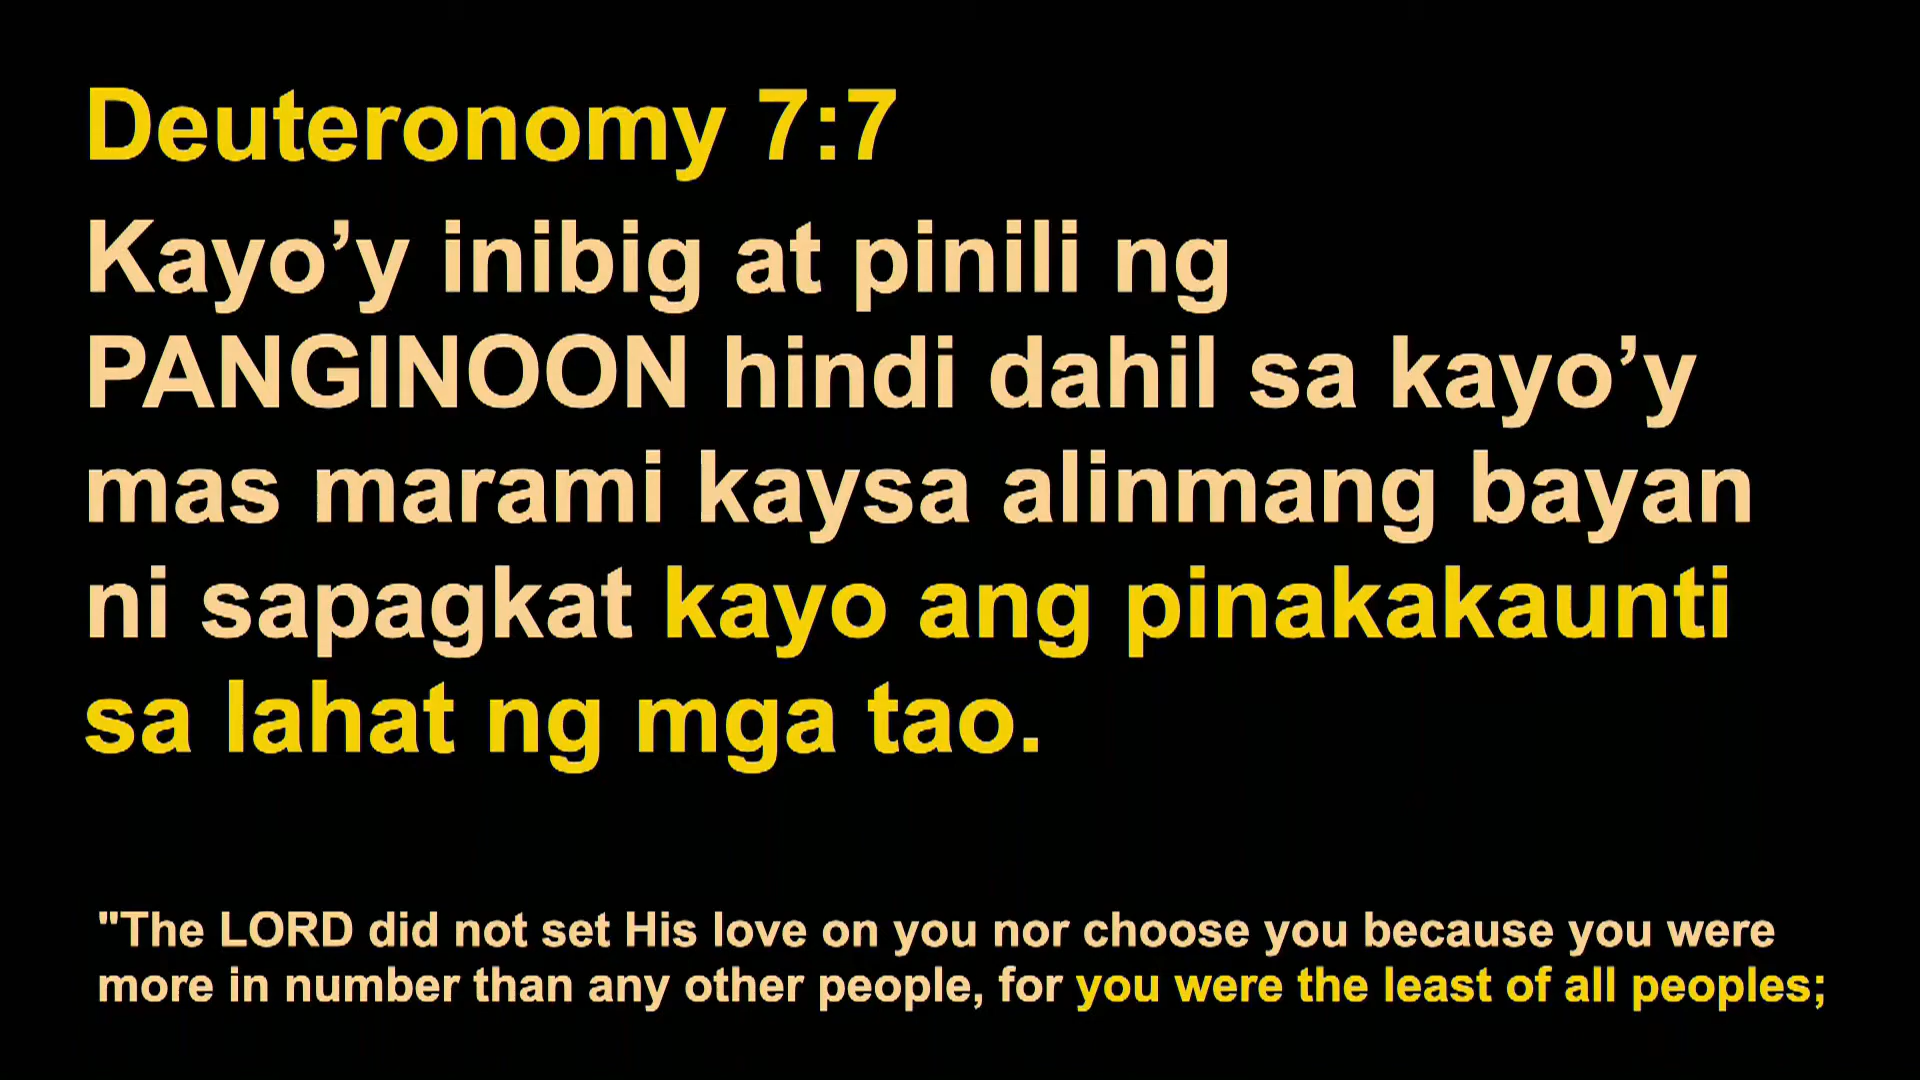 Deuteronomy 7:7
Kayo’y inibig at pinili ng
PANGINOON hindi dahil sa kayo’y
mas marami kaysa alinmang bayan
ni sapagkat kayo ang pinakakaunti
sa lahat ng mga tao.
"The LORD did not set His love on you nor choose you because you were
more in number than any other people, for you were the least of all peoples;